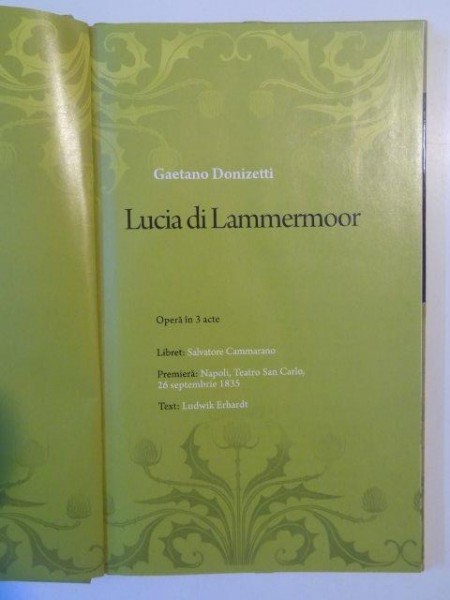 Gaetano Donizetti
Lucia di Lammermoor
Operă în 3 acte
Libret: Salvatore Cammarano
Premieră: Napoli, Teatro San Carlo,
26 septembrie 1835
Text: Ludwik Erhardt